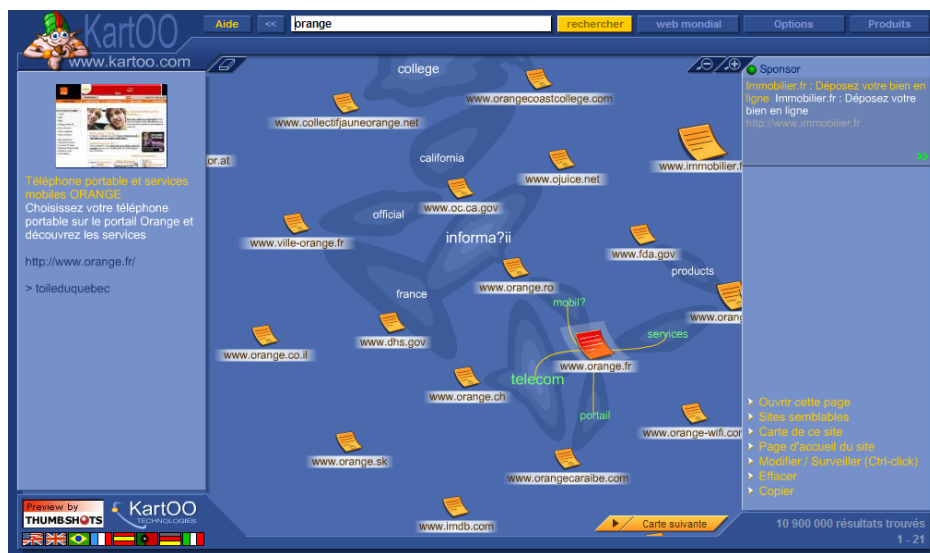 KartOO
www.kartoo.com
Aide
<<
orange
rechercher
web mondial
Options
Produits
Téléphone portable et services
mobiles ORANGE
Choisissez votre téléphone
portable sur le portail Orange et
découvrez les services
http://www.orange.fr/
> toileduquebec
Preview by
THUMBSHOTS
KartOO
TECHNOLOGIES
college
www.orangecoastcollege.com
www.collectifjauneorange.net
or.at
california
www.immobilier.f
www.ojuice.net
www.oc.ca.gov
official
www.ville-orange.fr
informa?ii
www.fda.gov
products
www.orange.ro
france
mobil?
www.orang
www.dhs.gov
services
www.orange.co.il
www.orange.fr
telecom
www.orange.ch
portail
www.orange-wifi.cor
www.orange.sk
www.orangecaraibe.com
www.imdb.com
Carte suivante
Sponsor
Immobilier.fr : Déposez votre bien en
ligne Immobilier.fr : Déposez votre
bien en ligne
http://www.immobilier.fr
>>
Ouvrir cette page
Sites semblables
Carte de ce site
Page d'accueil du site
Modifier / Surveiller (Ctrl-click)
Effacer
Copier
10 900 000 résultats trouvés
1 - 21